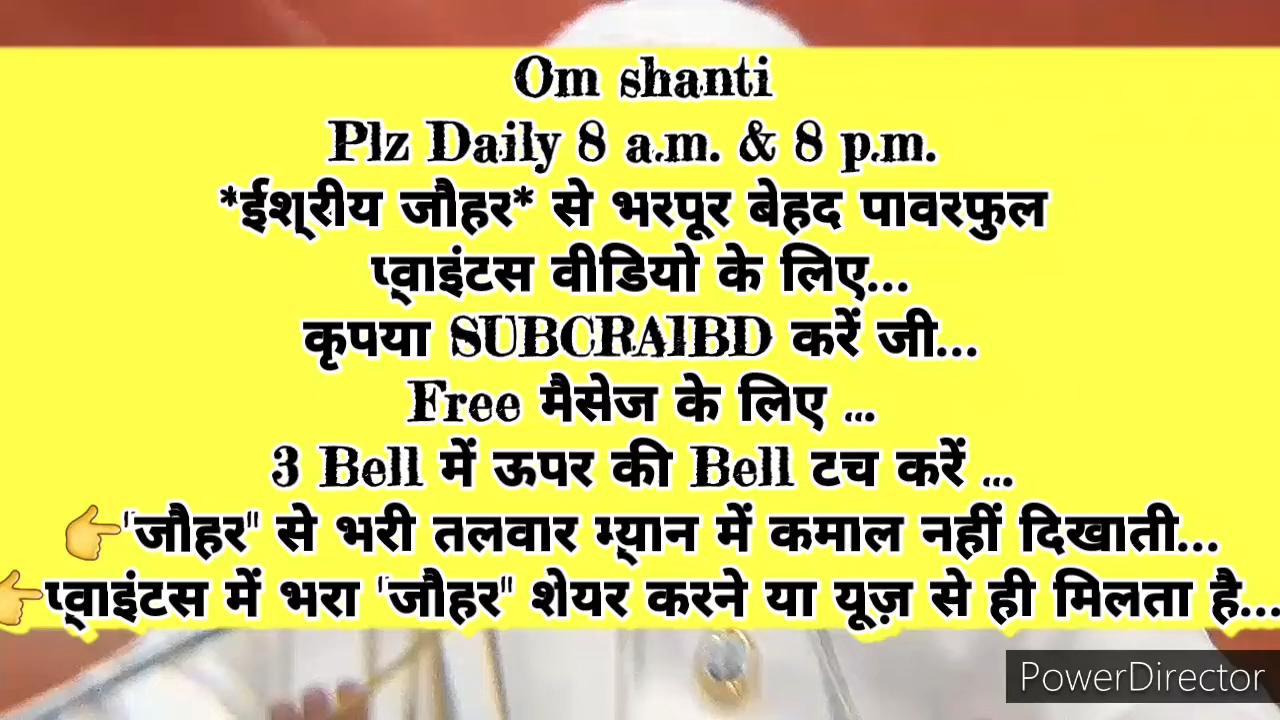 Om shanti
Plz Daily 8 a.m. & 8 p.m.
*ईश्रीय जौहर* से भरपूर बेहद पावरफुल
प्वाइंटस वीडियो के लिए...
कृपया SUBCRAIBD करें जी...
Free मैसेज के लिए ...
3 Bell में ऊपर की Bell टच करें ...
👉"जौहर" से भरी तलवार म्यान में कमाल नहीं दिखाती...
👉प्वाइंटस में भरा "जौहर" शेयर करने या यूज़ से ही मिलता है...
PowerDirector